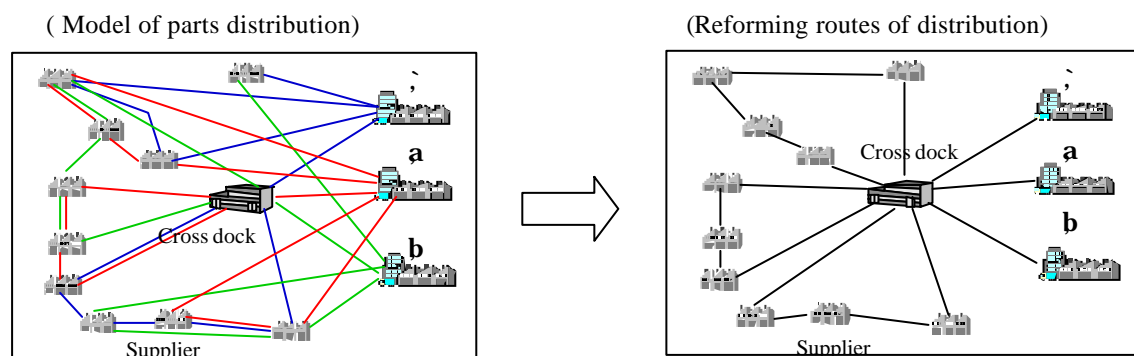 ( Model of parts distribution)
(Reforming routes of distribution)
a
Cross dock
b
Supplier
Cross dock
a
b
Supplier